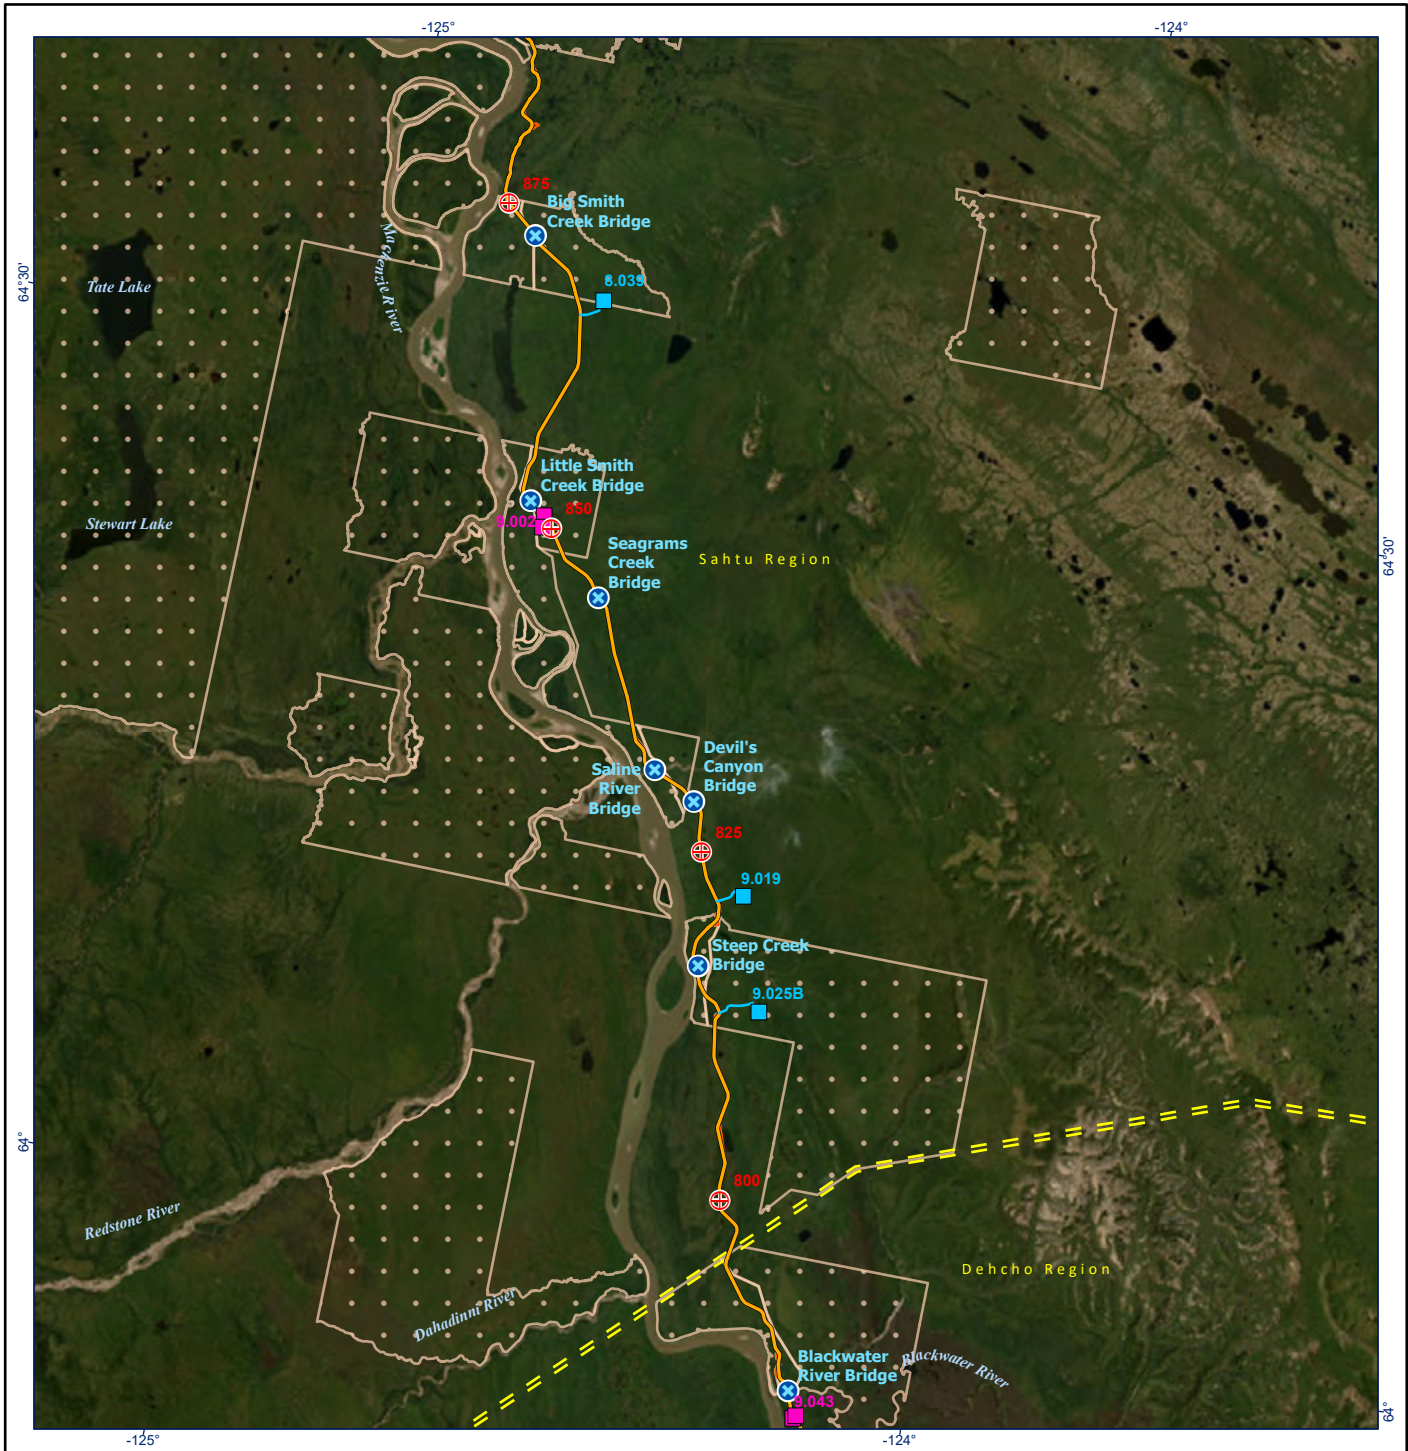 -125°
-124°
875
Big Smith
Creek Bridge
Mackenzie River
64°30'
Tate Lake
8.039
Little Smith
Creek Bridge
850
9.002
Stewart Lake
Seagrams
Creek
Bridge
Sahtu Region
64°30'
Devil's
Canyon
Bridge
Saline
River
Bridge
825
9.019
Steep Creek
Bridge
9.025B
64°
800
Redstone River
Dehcho Region
Dahadinni River
Blackwater
River Bridge
Blackwater River
9.043
64°
-125°
-124°